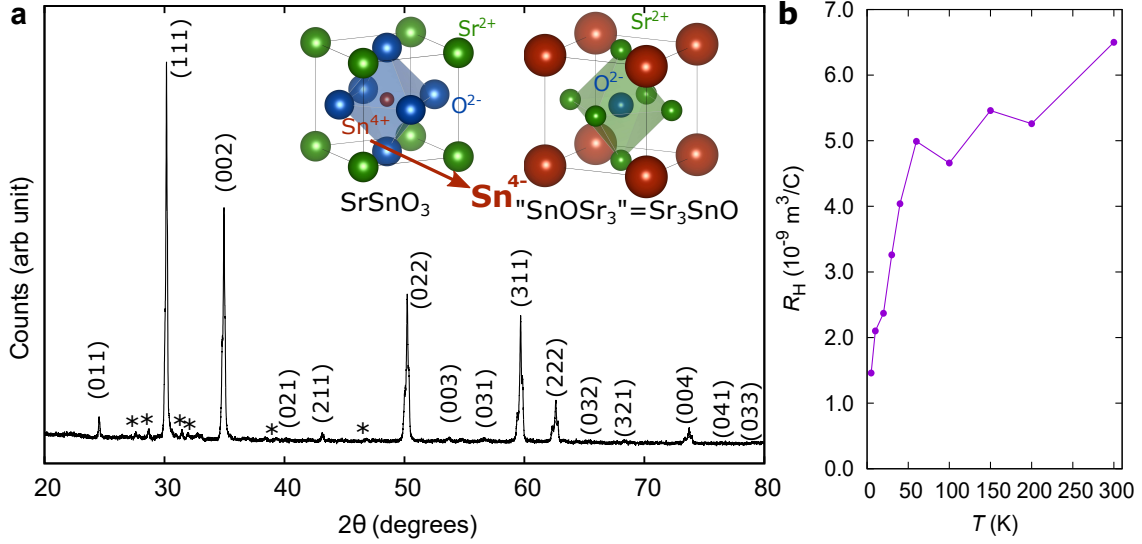 a
Counts (arb unit)
(111)
(002)
(011)
* *
* *
*
(021)
(211)
*
(022)
(003)
(031)
(311)
(222)
(032)
(321)
(004)
(041)
(033)
20 30 40 50 60 70 80
2θ (degrees)
Sr²⁺
O²⁻
Sn⁴⁺
SrSnO₃
Sn⁴⁻
Sr²⁺
O²⁻
"SnOSr₃"=Sr₃SnO
b
R_H (10⁻⁹ m³/C)
7.0
6.0
5.0
4.0
3.0
2.0
1.0
0.0
0 50 100 150 200 250 300
T (K)